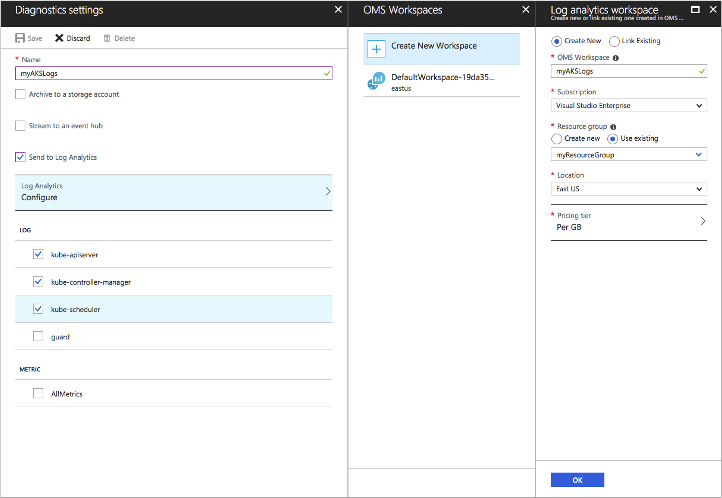 Diagnostics settings
Save Discard Delete
* Name
myAKSLogs
Archive to a storage account
Stream to an event hub
Send to Log Analytics
Log Analytics
Configure
LOG
kube-apiserver
kube-controller-manager
kube-scheduler
guard
METRIC
AllMetrics
OMS Workspaces
Create New Workspace
DefaultWorkspace-19da35...
eastus
Log analytics workspace
Create new or link existing one created in OMS ...
Create New Link Existing
* OMS Workspace
myAKSLogs
* Subscription
Visual Studio Enterprise
* Resource group
Create new Use existing
myResourceGroup
* Location
East US
* Pricing tier
Per GB
OK